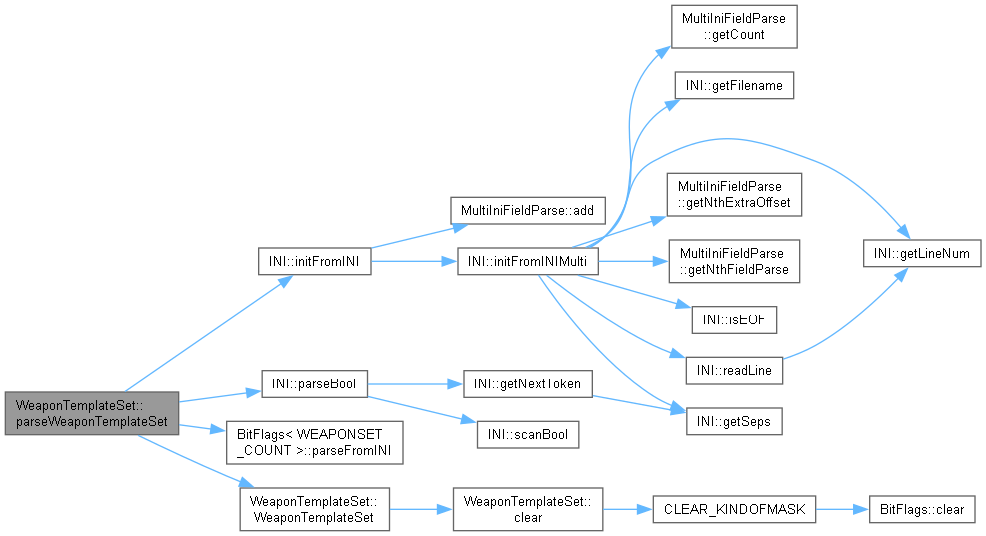 WeaponTemplateSet::
parseWeaponTemplateSet
INI::initFromINI
MultiIniFieldParse::add
INI::initFromINIMulti
MultiIniFieldParse
::getCount
INI::getFilename
INI::getLineNum
MultiIniFieldParse
::getNthExtraOffset
MultiIniFieldParse
::getNthFieldParse
INI::isEOF
INI::readLine
INI::getSeps
INI::parseBool
INI::getNextToken
INI::scanBool
BitFlags< WEAPONSET
_COUNT >::parseFromINI
WeaponTemplateSet::
WeaponTemplateSet
WeaponTemplateSet::
clear
CLEAR_KINDOFMASK
BitFlags::clear